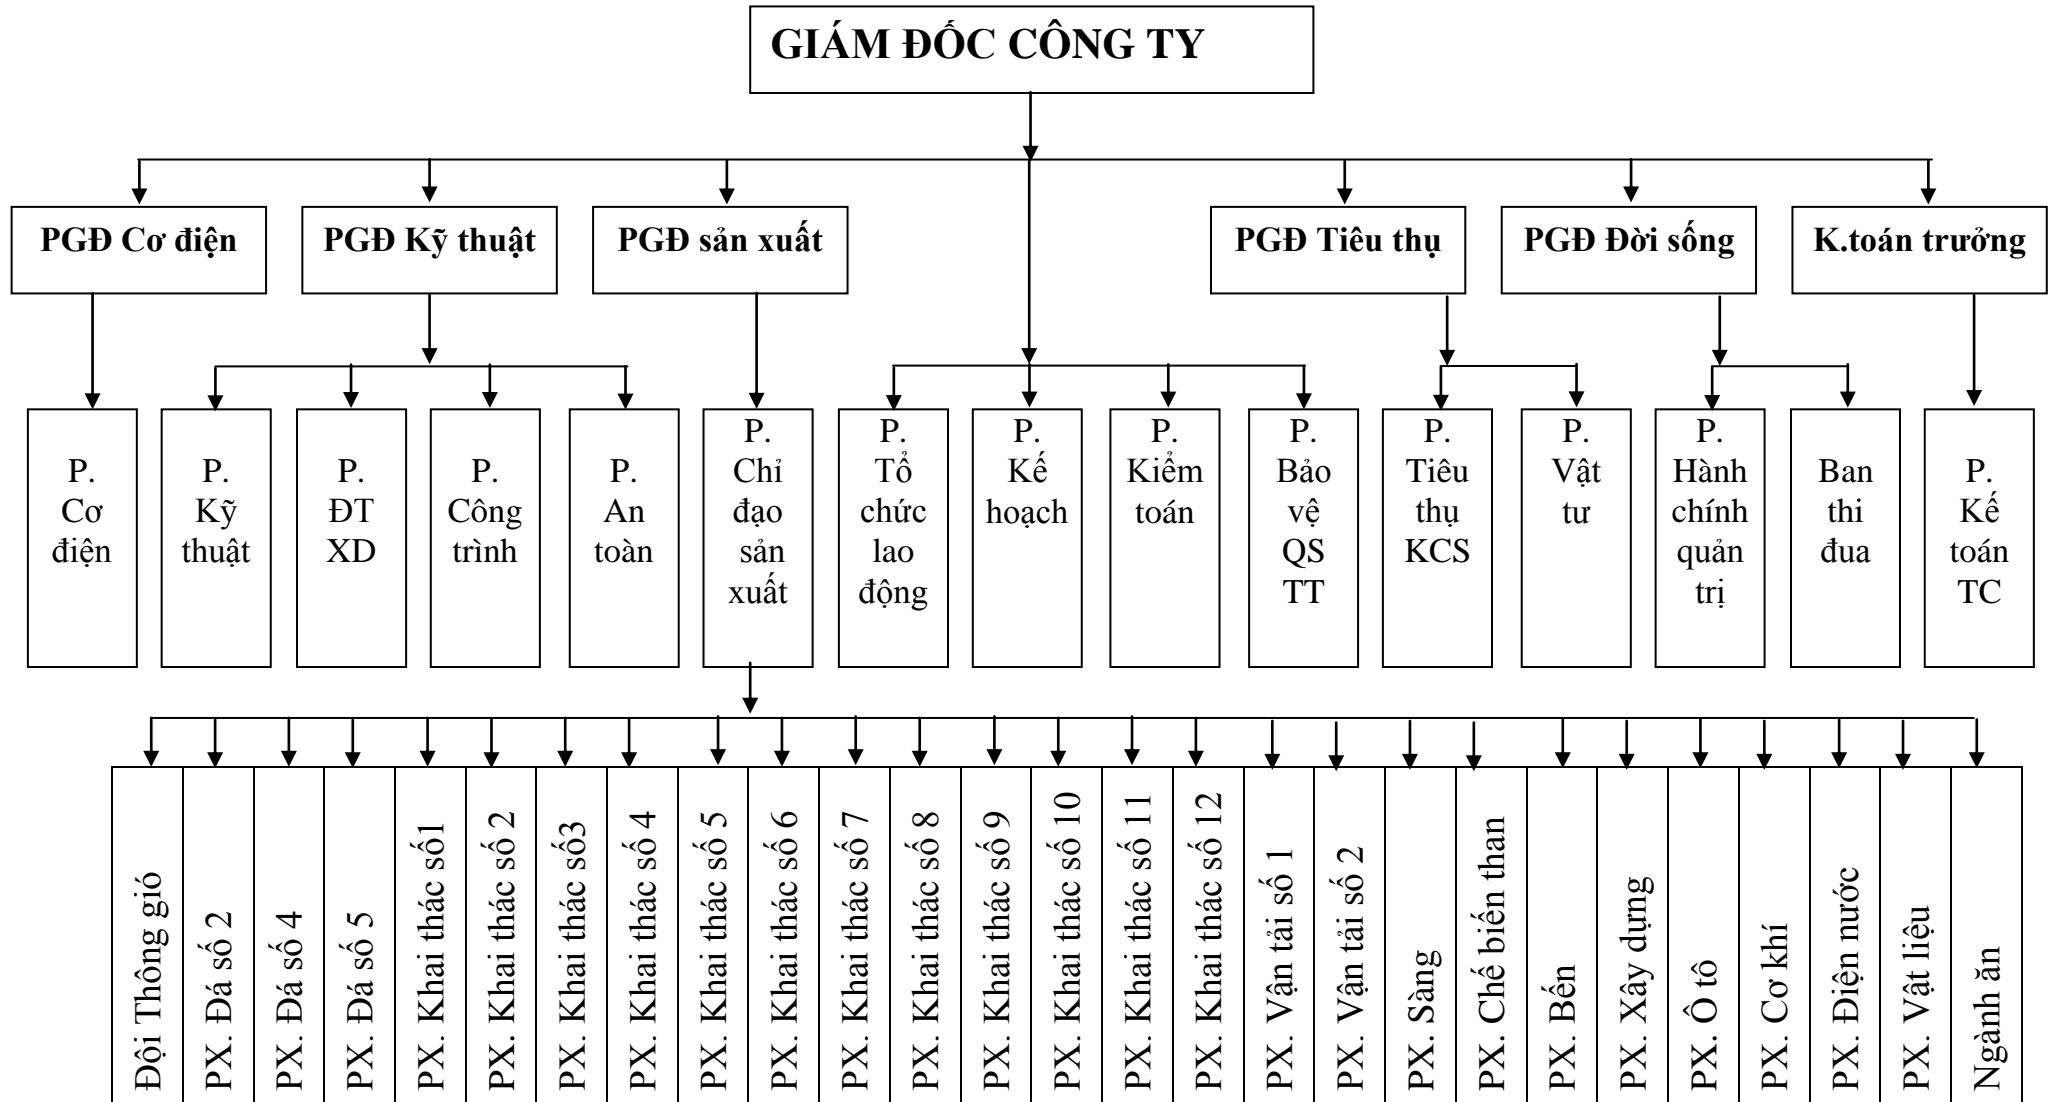 GIÁM ĐỐC CÔNG TY
PGĐ Cơ điện
PGĐ Kỹ thuật
PGĐ sản xuất
PGĐ Tiêu thụ
PGĐ Đời sống
K.toán trưởng
P.
Cơ
điện
P.
Kỹ
thuật
P.
ĐT
XD
P.
Công
trình
P.
An
toàn
P.
Chỉ
đạo
sản
xuất
P.
Tổ
chức
lao
động
P.
Kế
hoạch
P.
Kiểm
toán
P.
Bảo
vệ
QS
TT
P.
Tiêu
thụ
KCS
P.
Vật
tư
P.
Hành
chính
quản
trị
Ban
thi
đua
P.
Kế
toán
TC
Đội Thông gió
PX. Đá số 2
PX. Đá số 4
PX. Đá số 5
PX. Khai thác số1
PX. Khai thác số 2
PX. Khai thác số3
PX. Khai thác số 4
PX. Khai thác số 5
PX. Khai thác số 6
PX. Khai thác số 7
PX. Khai thác số 8
PX. Khai thác số 9
PX. Khai thác số 10
PX. Khai thác số 11
PX. Khai thác số 12
PX. Vận tải số 1
PX. Vận tải số 2
PX. Sàng
PX. Chế biến than
PX. Bến
PX. Xây dựng
PX. Ô tô
PX. Cơ khí
PX. Điện nước
PX. Vật liệu
Ngành ăn